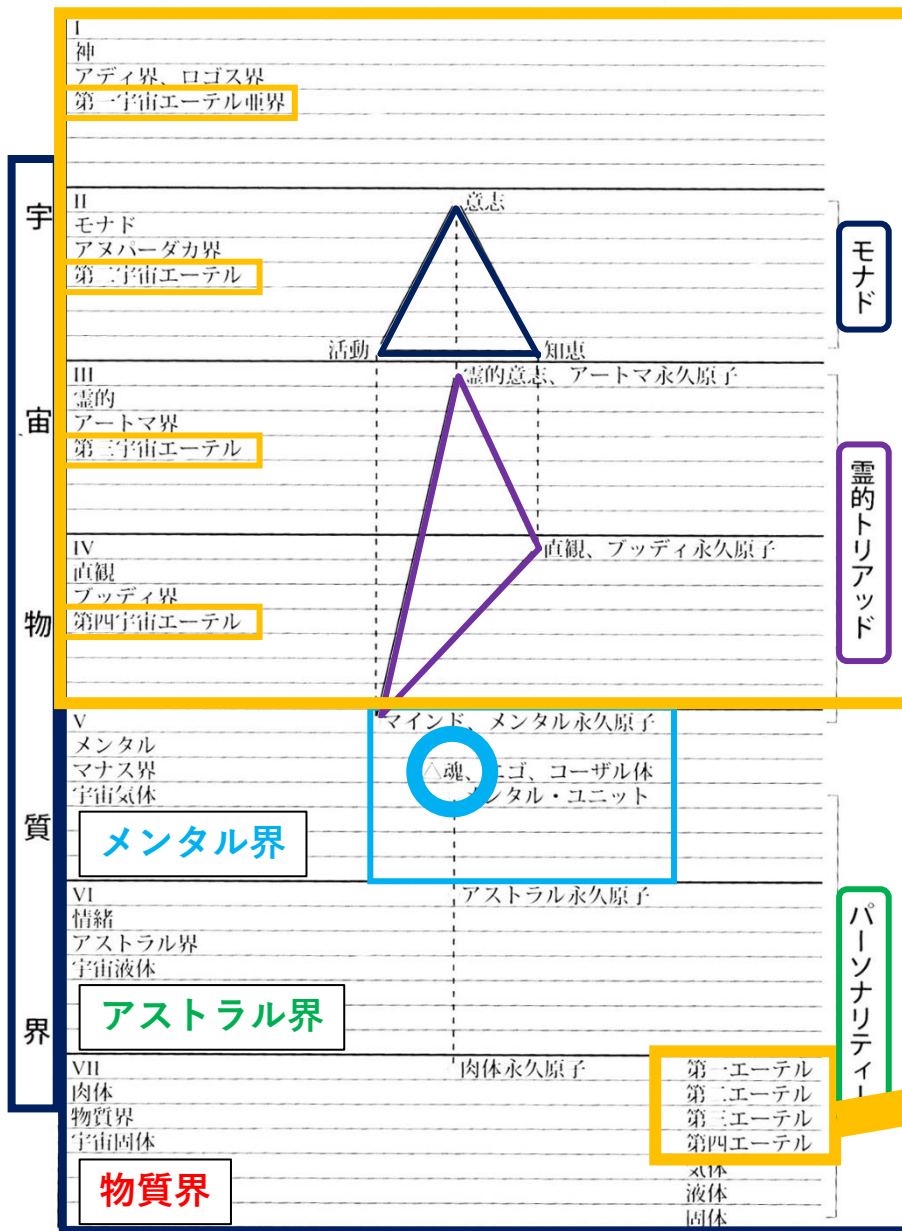 宇宙物質界
I
神
アディ界、ロゴス界
第一宇宙エーテル亜界
II
意志
モナド
アヌパーダカ界
第二宇宙エーテル
活動
知恵
モナド
III
霊的意志、アートマ永久原子
霊的
アートマ界
第三宇宙エーテル
IV
直観、ブッディ永久原子
直観
ブッディ界
第四宇宙エーテル
霊的トリアッド
V
マインド、メンタル永久原子
メンタル
マナス界
魂、エゴ、コーザル体
宇宙気体
メンタル・ユニット
メンタル界
VI
アストラル永久原子
情緒
アストラル界
宇宙液体
アストラル界
パーソナリティー
VII
肉体永久原子
第一エーテル
肉体
第二エーテル
物質界
第三エーテル
宇宙固体
第四エーテル
気体
物質界
液体
固体